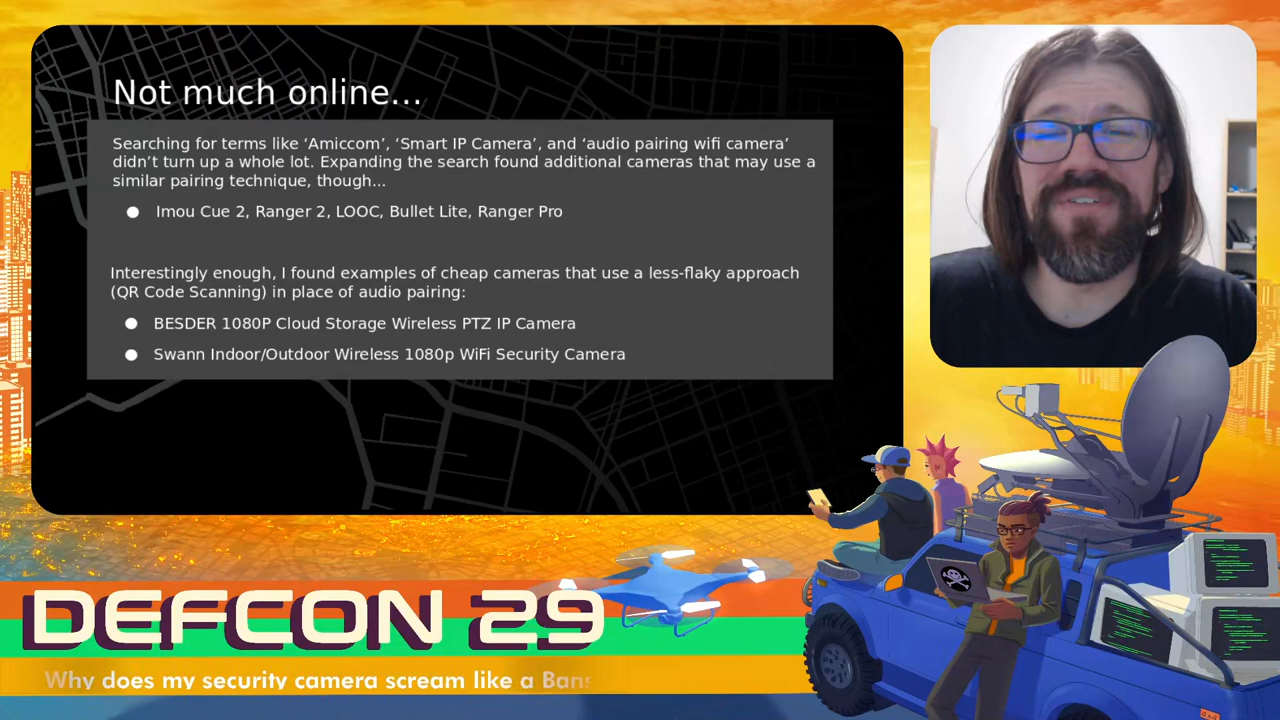 Not much online...
Searching for terms like ‘Amiccom’, ‘Smart IP Camera’, and ‘audio pairing wifi camera’
didn’t turn up a whole lot. Expanding the search found additional cameras that may use a
similar pairing technique, though...
● Imou Cue 2, Ranger 2, LOOC, Bullet Lite, Ranger Pro
Interestingly enough, I found examples of cheap cameras that use a less-flaky approach
(QR Code Scanning) in place of audio pairing:
● BESDER 1080P Cloud Storage Wireless PTZ IP Camera
● Swann Indoor/Outdoor Wireless 1080p WiFi Security Camera
DEFCON 29
Why does my security camera scream like a